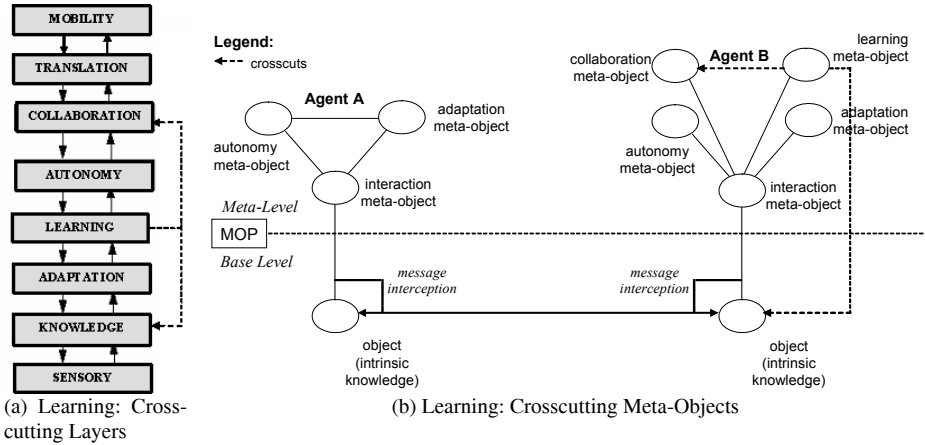 MOBILITY
TRANSLATION
COLLABORATION
AUTONOMY
LEARNING
ADAPTATION
KNOWLEDGE
SENSORY
(a) Learning: Cross-
cutting Layers
Legend:
crosscuts
Agent A
autonomy
meta-object
adaptation
meta-object
interaction
meta-object
Meta-Level
MOP
Base Level
message
interception
object
(intrinsic
knowledge)
collaboration
meta-object
Agent B
learning
meta-object
autonomy
meta-object
adaptation
meta-object
interaction
meta-object
message
interception
object
(intrinsic
knowledge)
(b) Learning: Crosscutting Meta-Objects